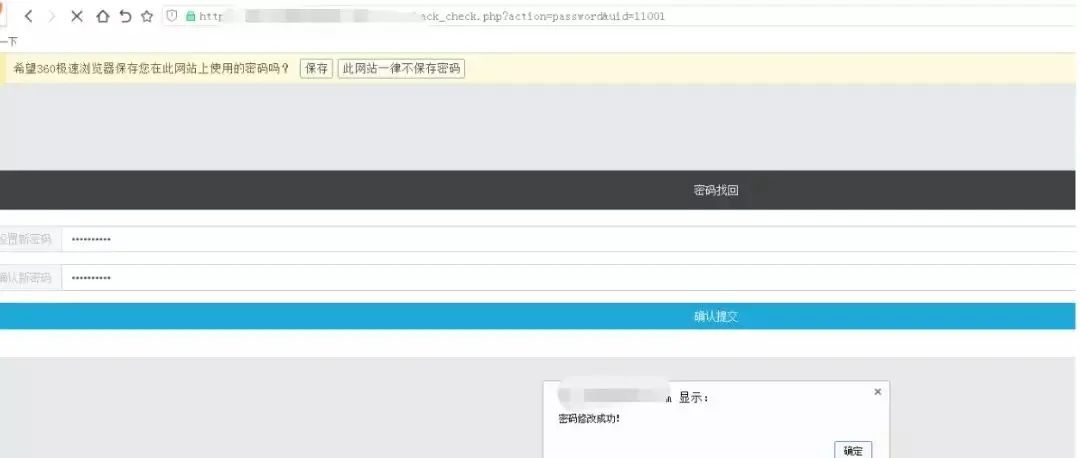 http
ack_check.php?action=password&uid=11001
一下
希望360极速浏览器保存您在此网站上使用的密码吗？ 保存 此网站一律不保存密码
密码找回
设置新密码 ••••••••••
确认新密码 ••••••••••
确认提交
显示：
密码修改成功！
确定